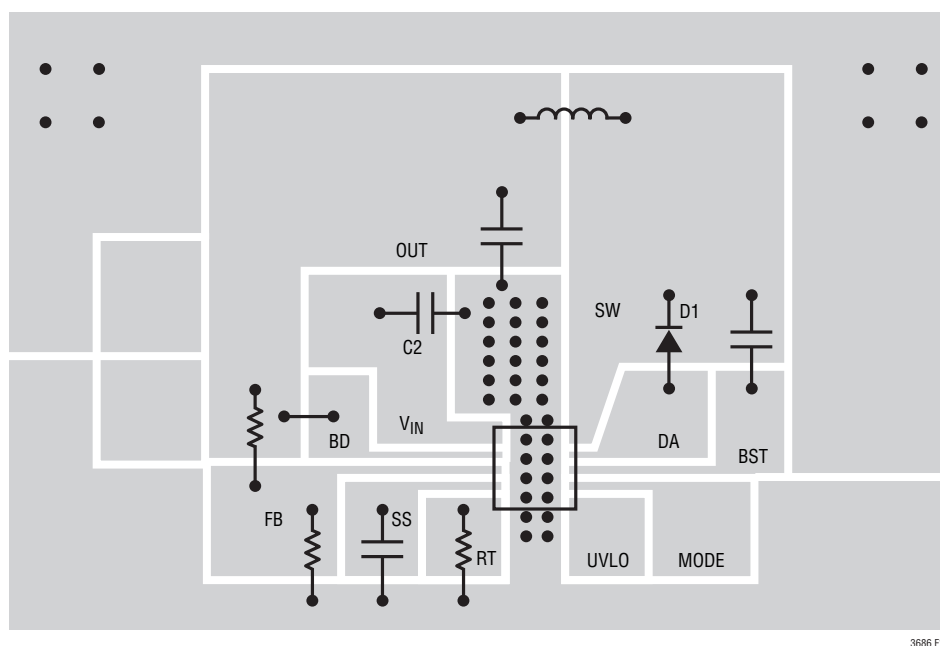 OUT
SW
D1
C2
BD
V_IN
DA
BST
FB
SS
RT
UVLO
MODE
3686 F